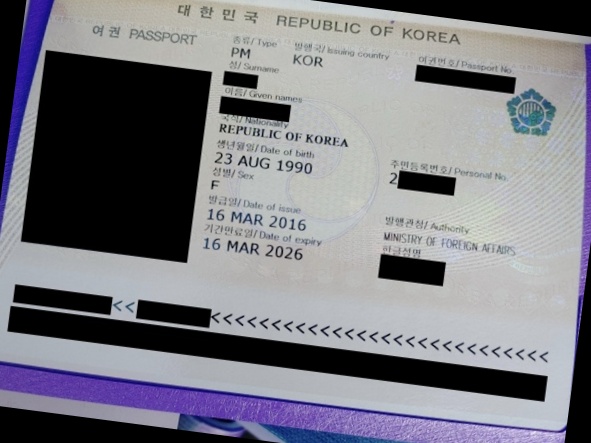 대한민국 REPUBLIC OF KOREA
여권 PASSPORT
종류/Type 발행국/Issuing country 여권번호/Passport No.
PM KOR
성/Surname
이름/Given names
국적/Nationality
REPUBLIC OF KOREA
생년월일/Date of birth
23 AUG 1990
주민등록번호/Personal No.
2
성별/Sex
F
발급일/Date of issue
16 MAR 2016
발행관청/Authority
MINISTRY OF FOREIGN AFFAIRS
기간만료일/Date of expiry
16 MAR 2026
한글성명
<< <<<<<<<<<<<<<<<<<<<<<<<<<<<<<<